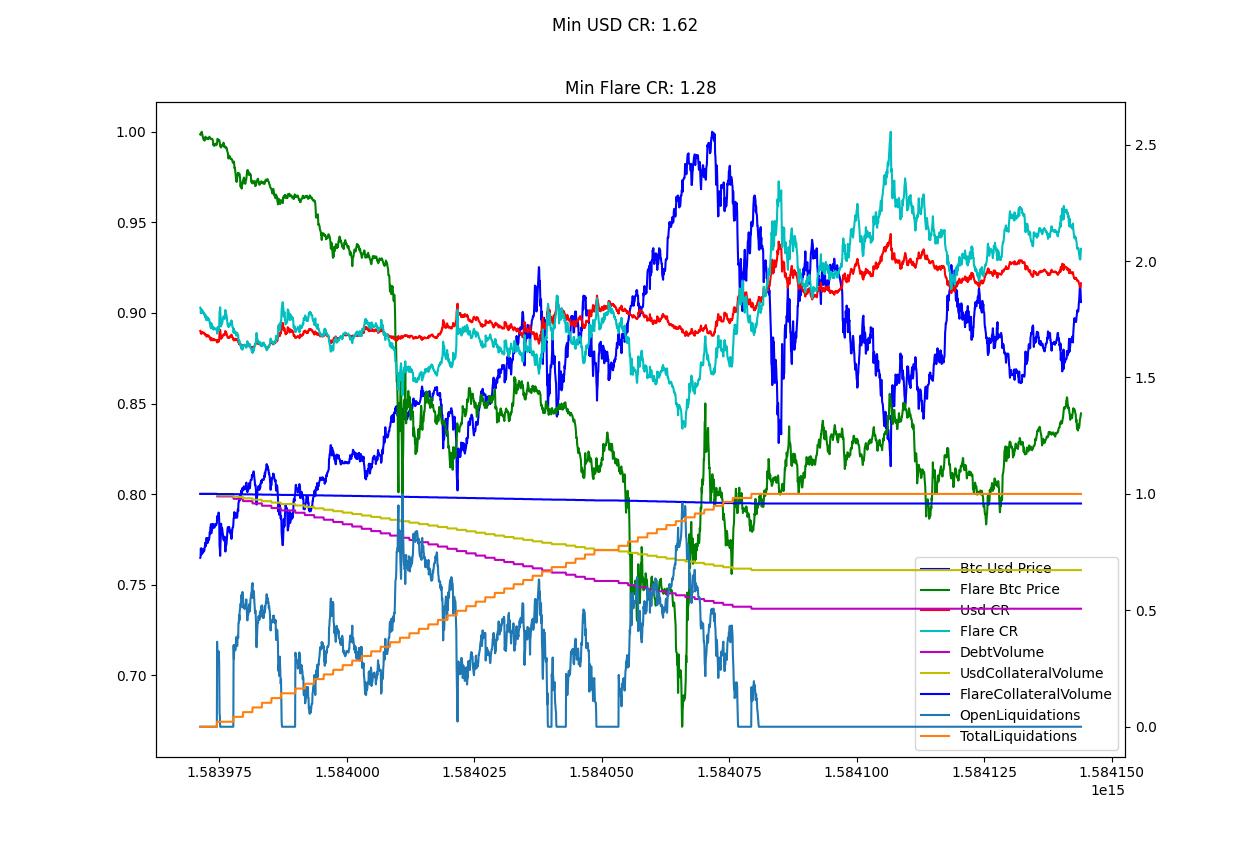 Min USD CR: 1.62
Min Flare CR: 1.28
1.00
0.95
0.90
0.85
0.80
0.75
0.70
2.5
2.0
1.5
1.0
0.5
0.0
Btc Usd Price
Flare Btc Price
Usd CR
Flare CR
DebtVolume
UsdCollateralVolume
FlareCollateralVolume
OpenLiquidations
TotalLiquidations
1.583975 1.584000 1.584025 1.584050 1.584075 1.584100 1.584125 1.584150
1e15